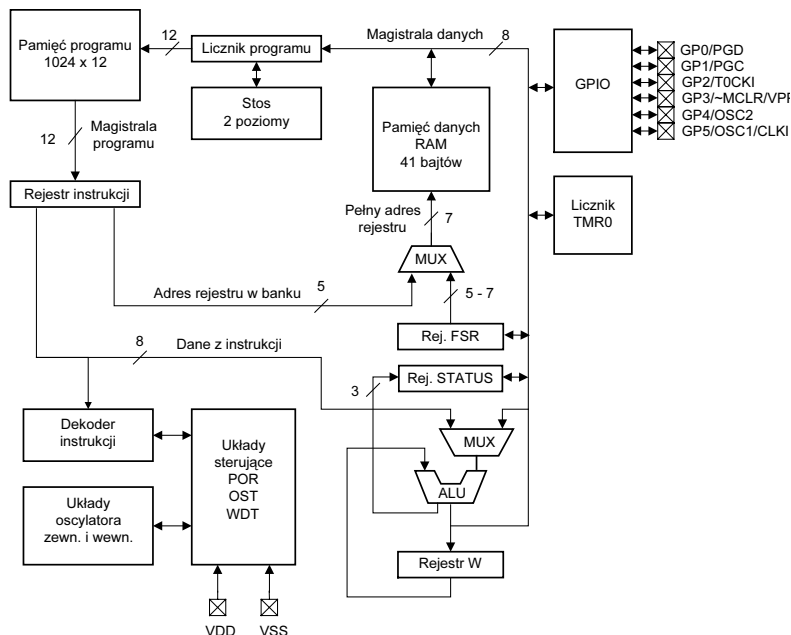 Pamięć programu
1024 x 12
12
Licznik programu
Magistrala danych
8
Stos
2 poziomy
Pamięć danych
RAM
41 bajtów
GPIO
GP0/PGD
GP1/PGC
GP2/T0CKI
GP3/~MCLR/VPP
GP4/OSC2
GP5/OSC1/CLKI
12
Magistrala
programu
Rejestr instrukcji
Pełny adres
rejestru
7
Licznik
TMR0
MUX
Adres rejestru w banku
5
5 - 7
Rej. FSR
8
Dane z instrukcji
3
Rej. STATUS
Dekoder
instrukcji
Układy
sterujące
POR
OST
WDT
MUX
ALU
Układy
oscylatora
zewn. i wewn.
Rejestr W
VDD
VSS